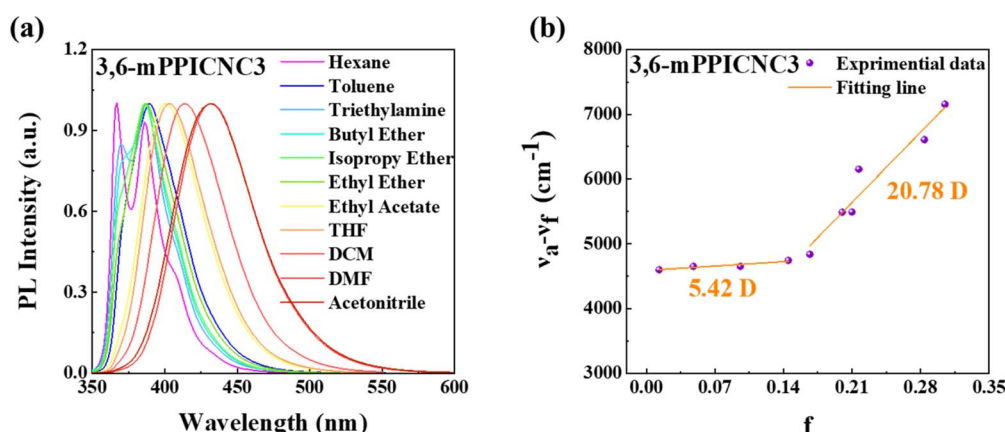 (a)
3,6-mPPICNC3
Hexane
Toluene
Triethylamine
Butyl Ether
Isopropy Ether
Ethyl Ether
Ethyl Acetate
THF
DCM
DMF
Acetonitrile
1.2
0.9
0.6
0.3
0.0
PL Intensity (a.u.)
350 400 450 500 550 600
Wavelength (nm)
(b)
3,6-mPPICNC3
Exprimential data
Fitting line
20.78 D
5.42 D
8000
7000
6000
5000
4000
3000
νa-νf (cm⁻¹)
0.00 0.07 0.14 0.21 0.28 0.35
f